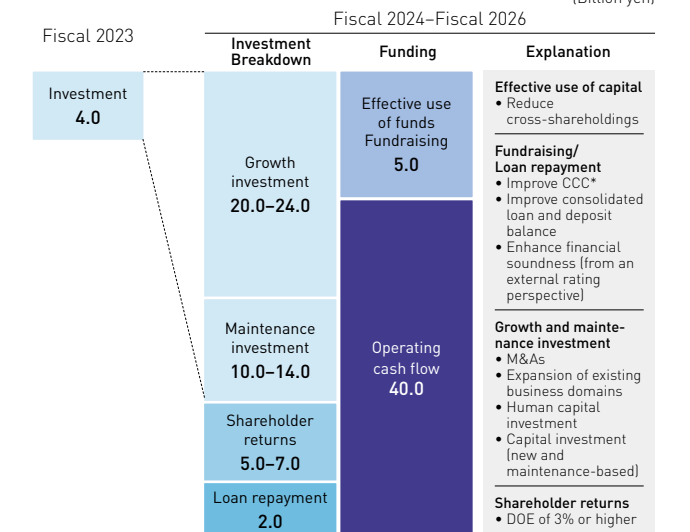 (Billion yen)
Fiscal 2024–Fiscal 2026
Fiscal 2023
Investment
Breakdown
Funding
Explanation
Investment
4.0
Growth
investment
20.0–24.0
Maintenance
investment
10.0–14.0
Shareholder
returns
5.0–7.0
Loan repayment
2.0
Effective use
of funds
Fundraising
5.0
Operating
cash flow
40.0
Effective use of capital
• Reduce
cross-shareholdings
Fundraising/
Loan repayment
• Improve CCC*
• Improve consolidated
loan and deposit
balance
• Enhance financial
soundness (from an
external rating
perspective)
Growth and mainte-
nance investment
• M&As
• Expansion of existing
business domains
• Human capital
investment
• Capital investment
(new and
maintenance-based)
Shareholder returns
• DOE of 3% or higher